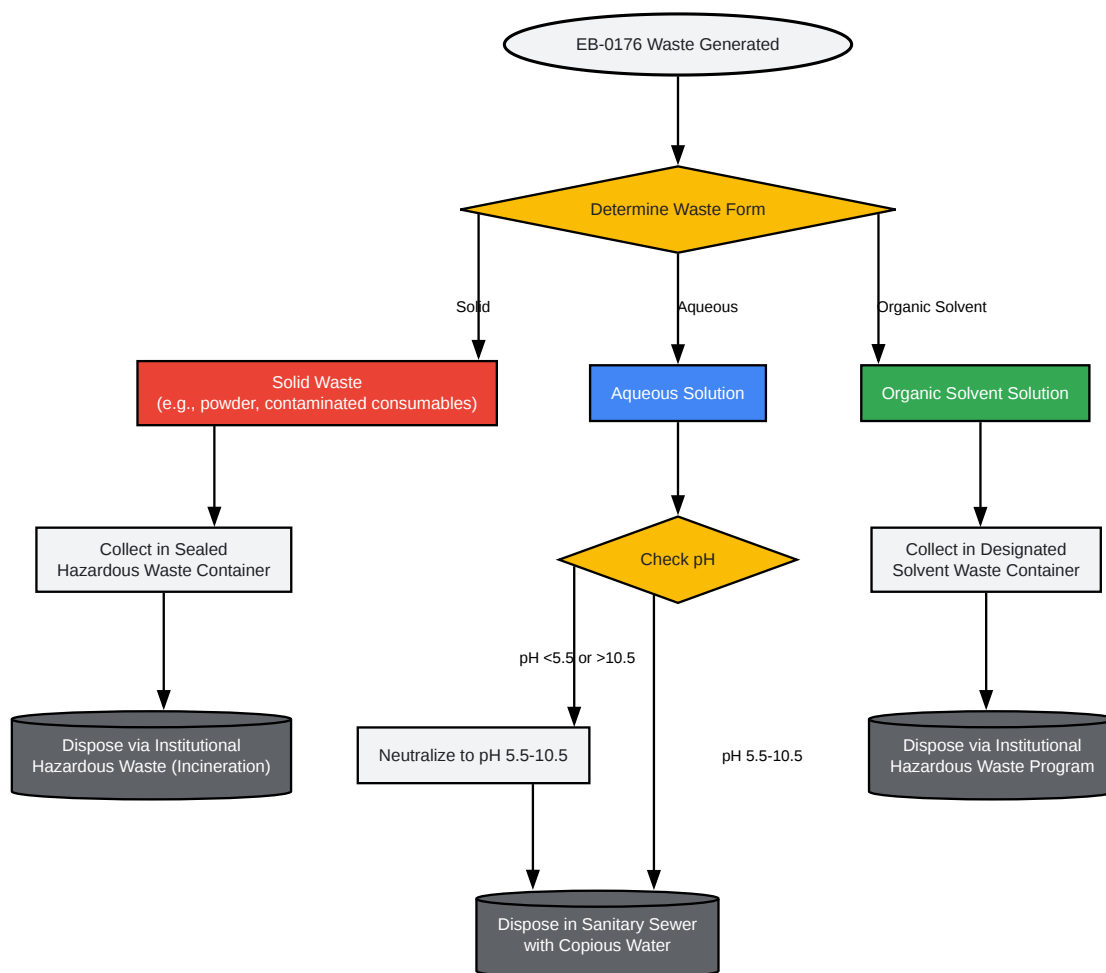 EB-0176 Waste Generated
Determine Waste Form
Solid
Aqueous
Organic Solvent
Solid Waste
(e.g., powder, contaminated consumables)
Aqueous Solution
Organic Solvent Solution
Collect in Sealed
Hazardous Waste Container
Check pH
Collect in Designated
Solvent Waste Container
pH <5.5 or >10.5
Dispose via Institutional
Hazardous Waste (Incineration)
Neutralize to pH 5.5-10.5
pH 5.5-10.5
Dispose via Institutional
Hazardous Waste Program
Dispose in Sanitary Sewer
with Copious Water